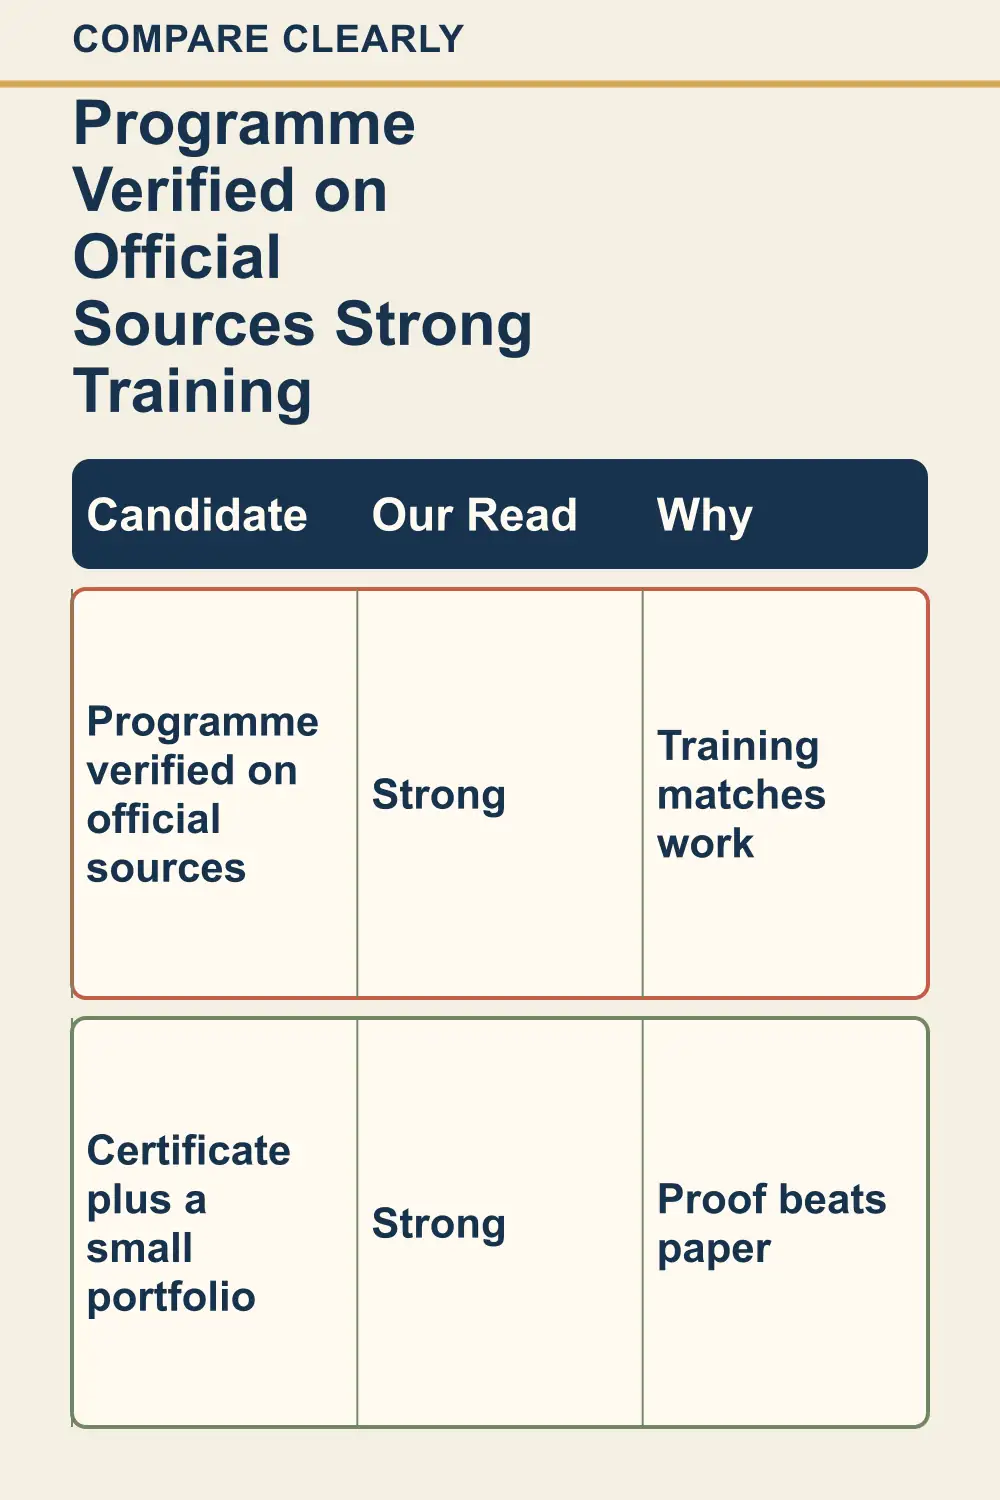 COMPARE CLEARLY
Programme
Verified on
Official
Sources Strong
Training
Candidate Our Read Why
Programme
verified on
official
sources
Strong
Training
matches
work
Certificate
plus a
small
portfolio
Strong
Proof beats
paper